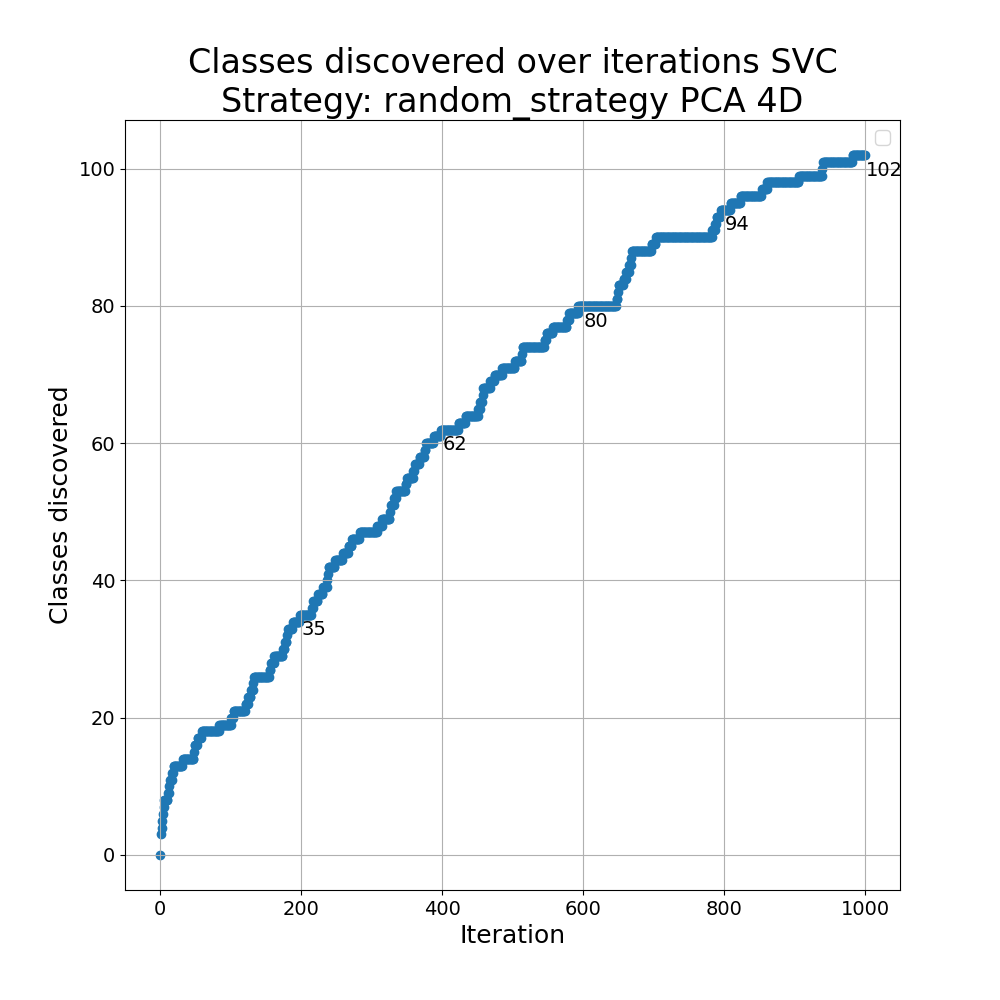 Classes discovered over iterations SVC
Strategy: random_strategy PCA 4D
Classes discovered
100
80
60
40
20
0
102
94
80
62
35
0 200 400 600 800 1000
Iteration